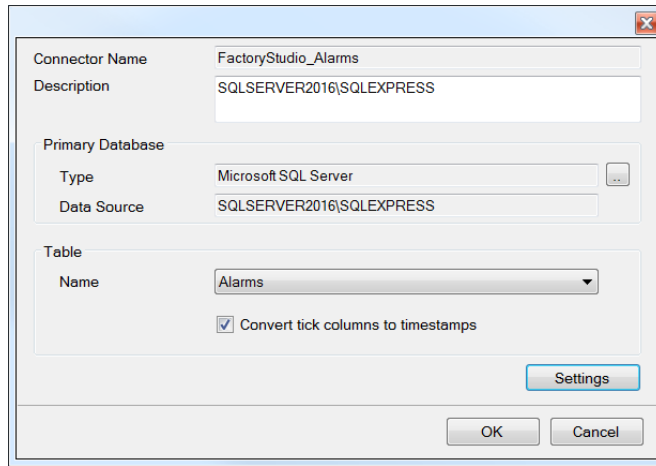 Connector Name FactoryStudio_Alarms
Description SQLSERVER2016\SQLEXPRESS
Primary Database
Type Microsoft SQL Server ..
Data Source SQLSERVER2016\SQLEXPRESS
Table
Name Alarms
Convert tick columns to timestamps
Settings
OK Cancel